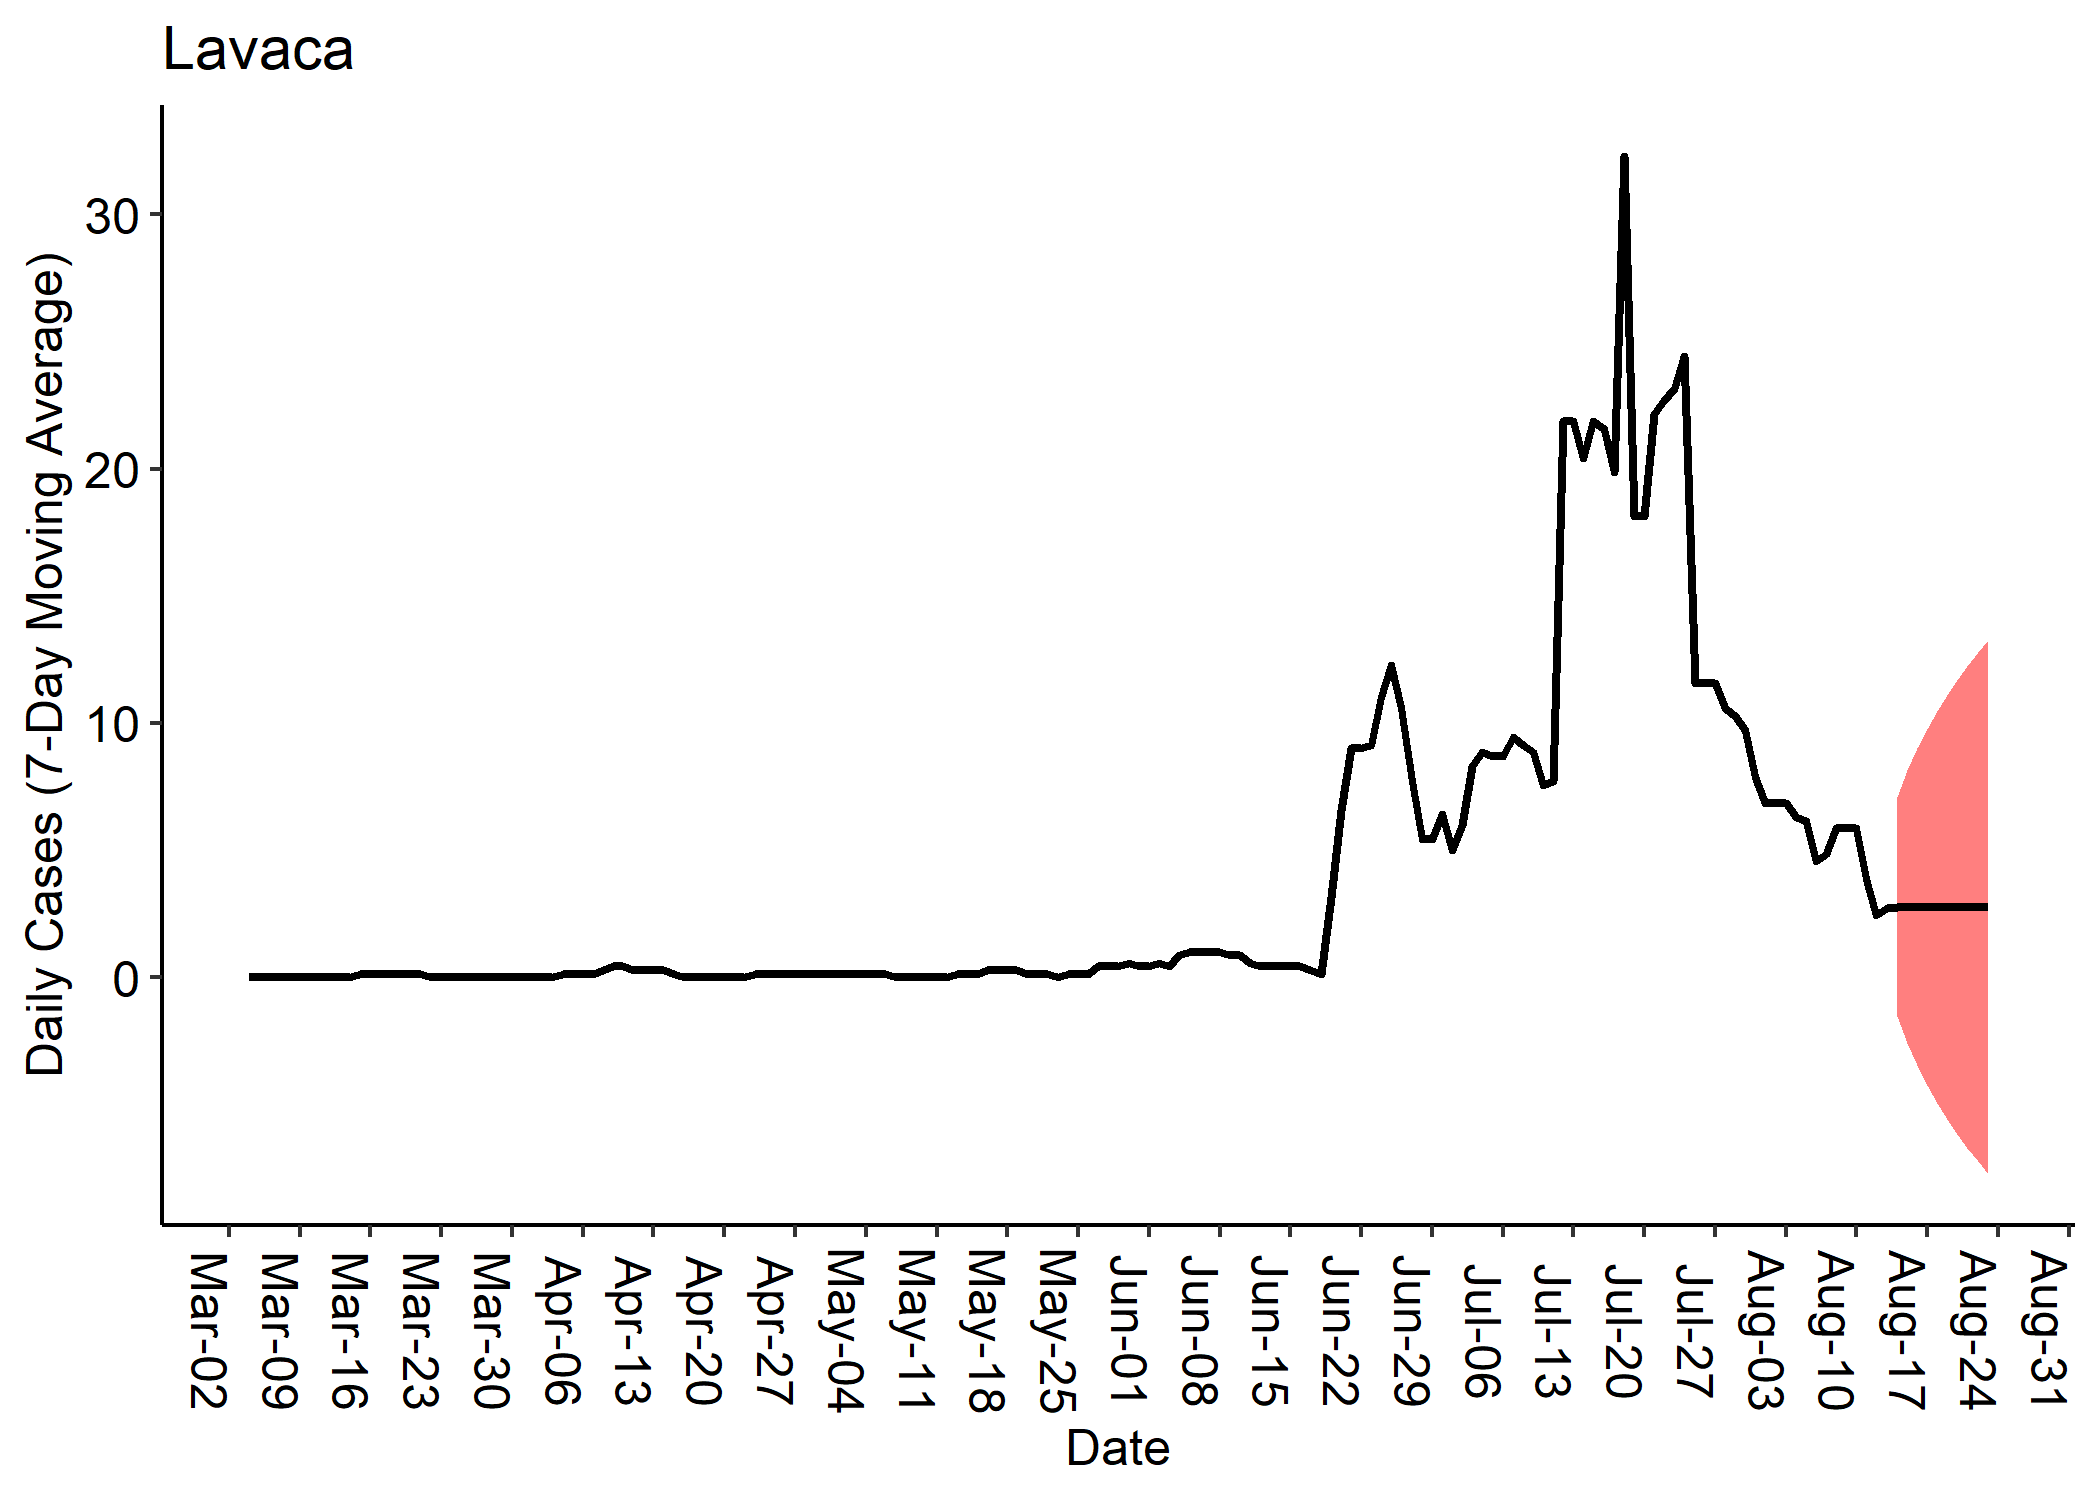 Lavaca
Daily Cases (7-Day Moving Average)
30
20
10
0
Mar-02
Mar-09
Mar-16
Mar-23
Mar-30
Apr-06
Apr-13
Apr-20
Apr-27
May-04
May-11
May-18
May-25
Jun-01
Jun-08
Jun-15
Jun-22
Jun-29
Jul-06
Jul-13
Jul-20
Jul-27
Aug-03
Aug-10
Aug-17
Aug-24
Aug-31
Date